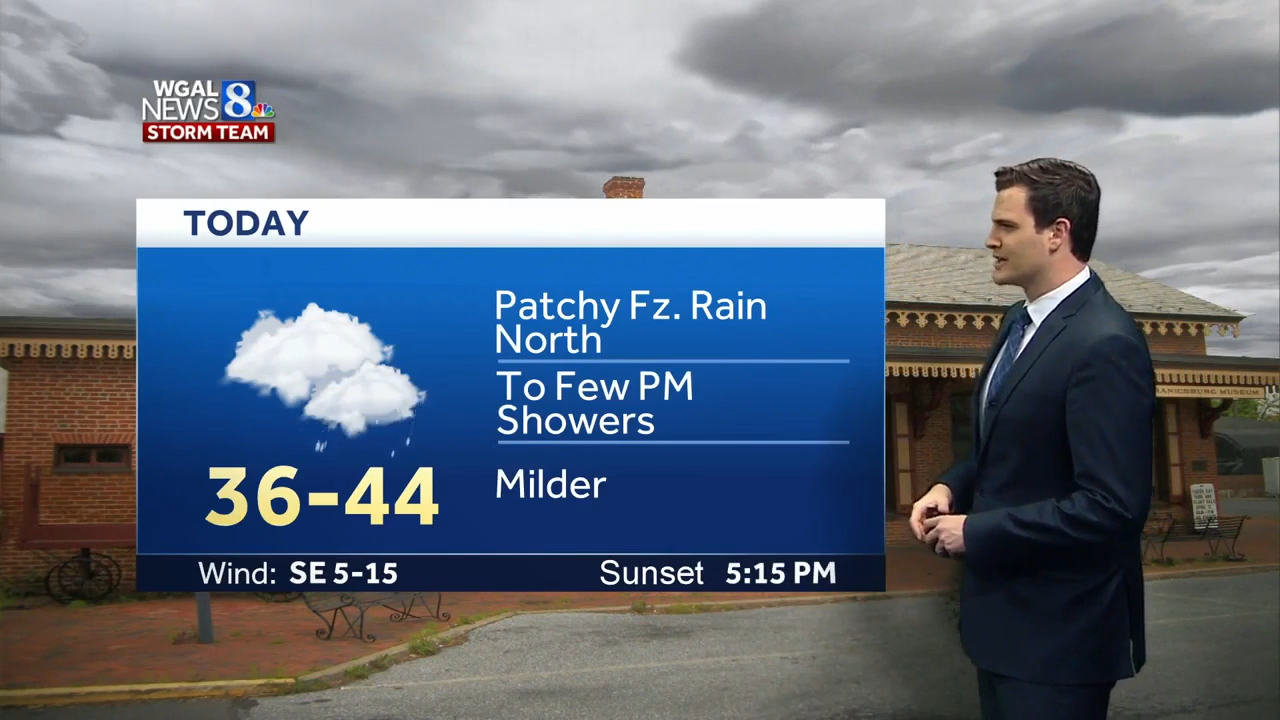 WGAL
NEWS 8
STORM TEAM
TODAY
Patchy Fz. Rain
North
To Few PM
Showers
36-44
Milder
Wind: SE 5-15
Sunset 5:15 PM
MUSEUM